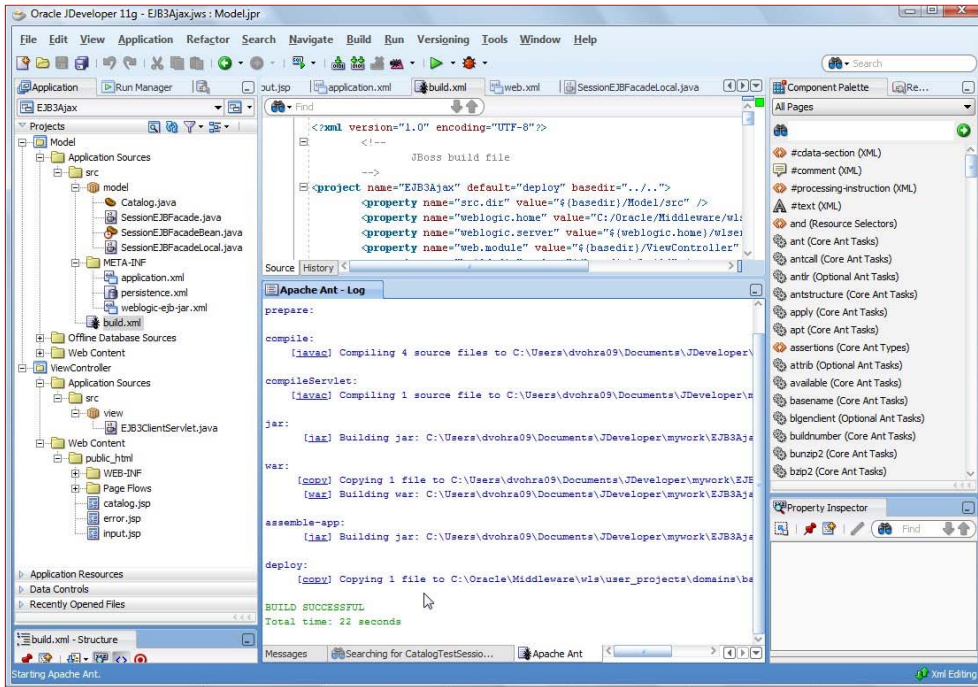 Oracle JDeveloper 11g - EJB3Ajax.jws : Model.jpr
File Edit View Application Refactor Search Navigate Build Run Versioning Tools Window Help
Search
Application
Run Manager
EJB3Ajax
Projects
Model
Application Sources
src
model
Catalog.java
SessionEJBFacade.java
SessionEJBFacadeBean.java
SessionEJBFacadeLocal.java
META-INF
application.xml
persistence.xml
weblogic-ejb-jar.xml
build.xml
Offline Database Sources
Web Content
ViewController
Application Sources
src
view
EJB3ClientServlet.java
Web Content
public_html
WEB-INF
Page Flows
catalog.jsp
error.jsp
input.jsp
Application Resources
Data Controls
Recently Opened Files
build.xml - Structure
out.jsp application.xml build.xml web.xml SessionEJBFacadeLocal.java
Find
<?xml version="1.0" encoding="UTF-8"?>
<!--
JBoss build file
-->
<project name="EJB3Ajax" default="deploy" basedir="../..">
<property name="src.dir" value="${basedir}/Model/src" />
<property name="weblogic.home" value="C:/Oracle/Middleware/wls
<property name="weblogic.server" value="${weblogic.home}/wlser
<property name="web.module" value="${basedir}/ViewController"
Source History
Apache Ant - Log
prepare:
compile:
[javac] Compiling 4 source files to C:\Users\dvohra09\Documents\JDeveloper\
compileServlet:
[javac] Compiling 1 source file to C:\Users\dvohra09\Documents\JDeveloper\m
jar:
[jar] Building jar: C:\Users\dvohra09\Documents\JDeveloper\mywork\EJB3Aja
war:
[copy] Copying 1 file to C:\Users\dvohra09\Documents\JDeveloper\mywork\EJB
[war] Building war: C:\Users\dvohra09\Documents\JDeveloper\mywork\EJB3Aja
assemble-app:
[jar] Building jar: C:\Users\dvohra09\Documents\JDeveloper\mywork\EJB3Aja
deploy:
[copy] Copying 1 file to C:\Oracle\Middleware\wls\user_projects\domains\ba
BUILD SUCCESSFUL
Total time: 22 seconds
Messages Searching for CatalogTestSessio... Apache Ant
Component Palette
Re...
All Pages
#cdata-section (XML)
#comment (XML)
#processing-instruction (XML)
#text (XML)
and (Resource Selectors)
ant (Core Ant Tasks)
antcall (Core Ant Tasks)
antlr (Optional Ant Tasks)
antstructure (Core Ant Tasks)
apply (Core Ant Tasks)
apt (Core Ant Tasks)
assertions (Core Ant Types)
attrib (Optional Ant Tasks)
available (Core Ant Tasks)
basename (Core Ant Tasks)
blgenclient (Optional Ant Tasks)
buildnumber (Core Ant Tasks)
bunzip2 (Core Ant Tasks)
bzip2 (Core Ant Tasks)
Property Inspector
Find
Starting Apache Ant.
Xml Editing